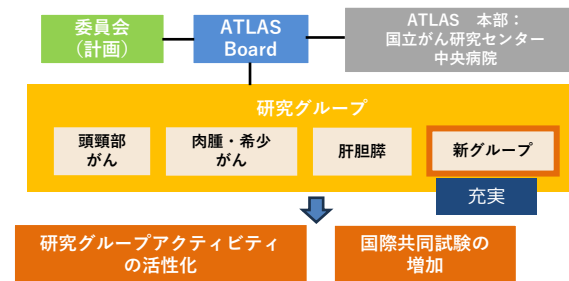 委員会
（計画）
ATLAS
Board
ATLAS　本部：
国立がん研究センター
中央病院
研究グループ
頭頸部
がん
肉腫・希少
がん
肝胆膵
新グループ
充実
研究グループアクティビティ
の活性化
国際共同試験の
増加